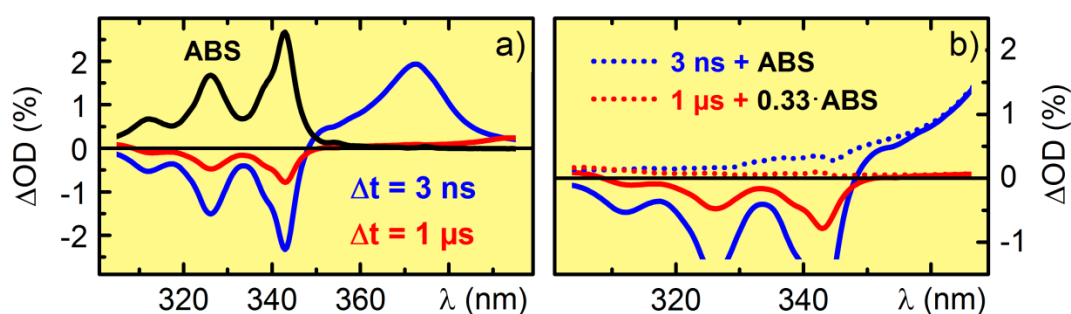 ΔOD (%)
2
1
0
-1
-2
ABS
a)
Δt = 3 ns
Δt = 1 µs
320
340
360
λ (nm)
b)
3 ns + ABS
1 µs + 0.33·ABS
320
340
λ (nm)
2
1
0
-1
ΔOD (%)